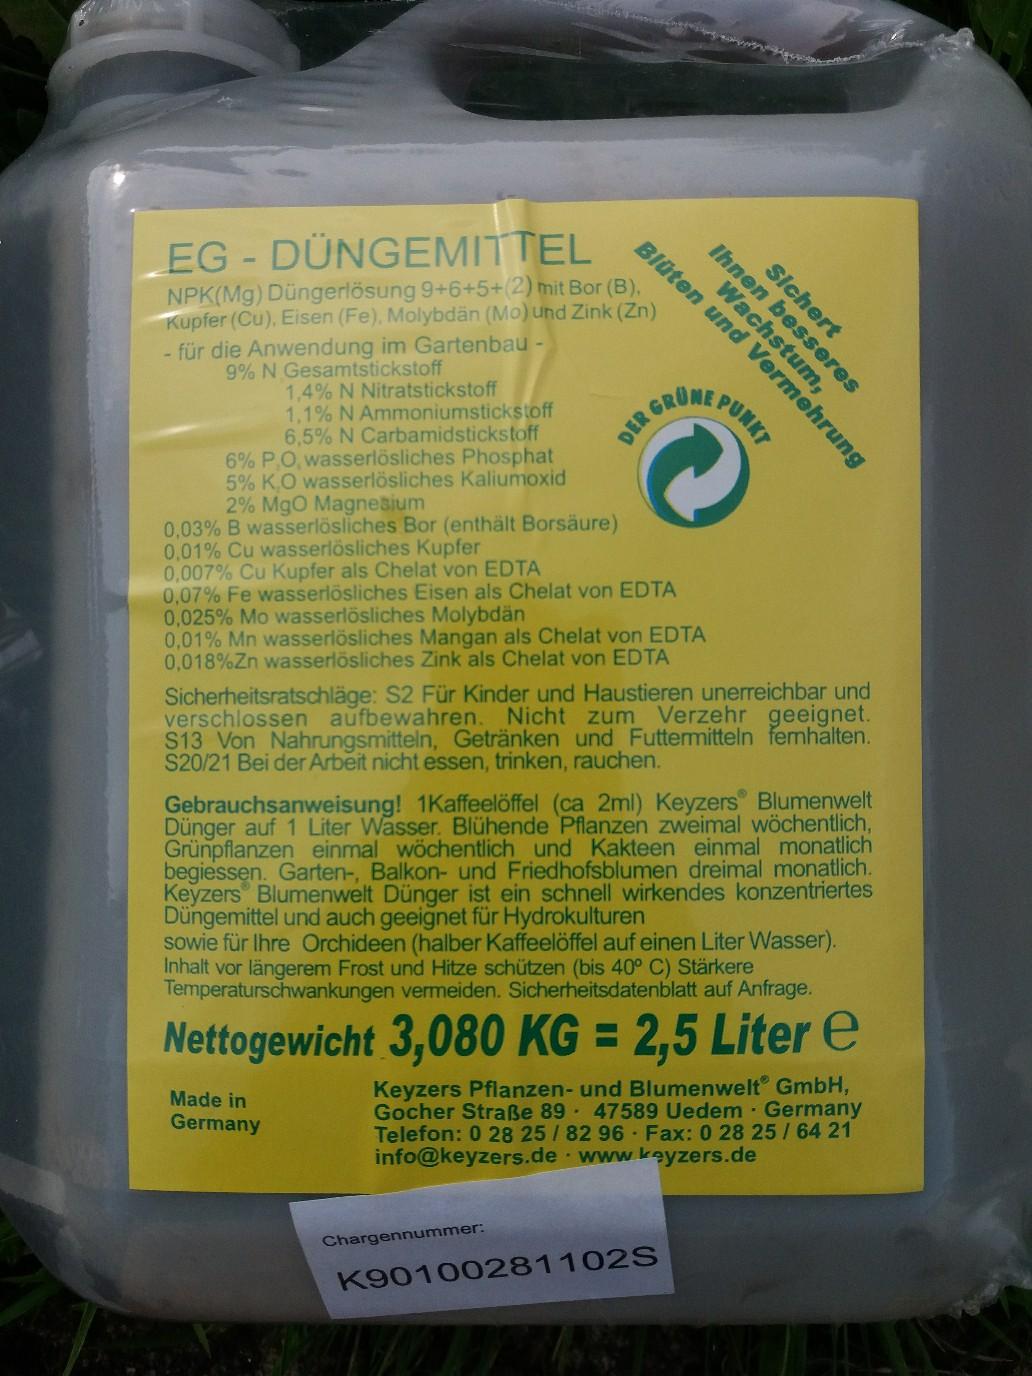 EG - DÜNGEMITTEL
NPK(Mg) Düngerlösung 9+6+5+(2) mit Bor (B),
Kupfer (Cu), Eisen (Fe), Molybdän (Mo) und Zink (Zn)
- für die Anwendung im Gartenbau -
9% N Gesamtstickstoff
1,4% N Nitratstickstoff
1,1% N Ammoniumstickstoff
6,5% N Carbamidstickstoff
6% P₂O₅ wasserlösliches Phosphat
5% K₂O wasserlösliches Kaliumoxid
2% MgO Magnesium
0,03% B wasserlösliches Bor (enthält Borsäure)
0,01% Cu wasserlösliches Kupfer
0,007% Cu Kupfer als Chelat von EDTA
0,07% Fe wasserlösliches Eisen als Chelat von EDTA
0,025% Mo wasserlösliches Molybdän
0,01% Mn wasserlösliches Mangan als Chelat von EDTA
0,018%Zn wasserlösliches Zink als Chelat von EDTA
Sichert
Ihnen besseres
Wachstum,
Blüten und Vermehrung
DER GRÜNE PUNKT
Sicherheitsratschläge: S2 Für Kinder und Haustieren unerreichbar und
verschlossen aufbewahren. Nicht zum Verzehr geeignet.
S13 Von Nahrungsmitteln, Getränken und Futtermitteln fernhalten.
S20/21 Bei der Arbeit nicht essen, trinken, rauchen.
Gebrauchsanweisung! 1Kaffeelöffel (ca 2ml) Keyzers® Blumenwelt
Dünger auf 1 Liter Wasser. Blühende Pflanzen zweimal wöchentlich,
Grünpflanzen einmal wöchentlich und Kakteen einmal monatlich
begiessen. Garten-, Balkon- und Friedhofsblumen dreimal monatlich.
Keyzers® Blumenwelt Dünger ist ein schnell wirkendes konzentriertes
Düngemittel und auch geeignet für Hydrokulturen
sowie für Ihre Orchideen (halber Kaffeelöffel auf einen Liter Wasser).
Inhalt vor längerem Frost und Hitze schützen (bis 40º C) Stärkere
Temperaturschwankungen vermeiden. Sicherheitsdatenblatt auf Anfrage.
Nettogewicht 3,080 KG = 2,5 Liter ℮
Made in
Germany
Keyzers Pflanzen- und Blumenwelt® GmbH,
Gocher Straße 89 · 47589 Uedem · Germany
Telefon: 0 28 25 / 82 96 · Fax: 0 28 25 / 64 21
info@keyzers.de · www.keyzers.de
Chargennummer:
K90100281102S